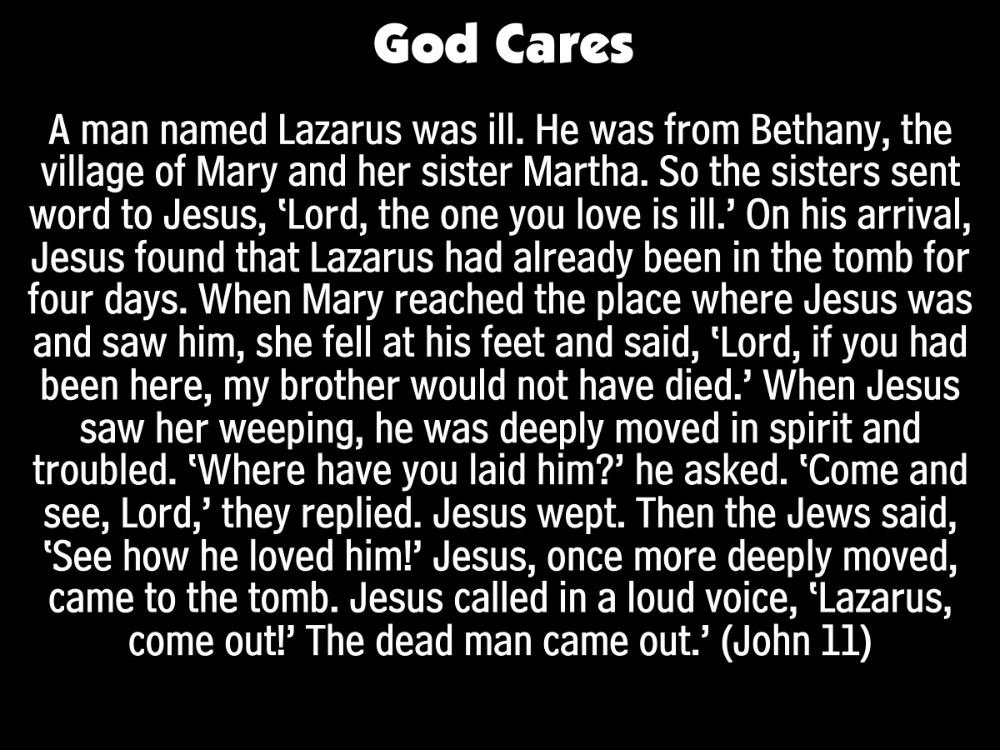 God Cares
A man named Lazarus was ill. He was from Bethany, the
village of Mary and her sister Martha. So the sisters sent
word to Jesus, ‛Lord, the one you love is ill.’ On his arrival,
Jesus found that Lazarus had already been in the tomb for
four days. When Mary reached the place where Jesus was
and saw him, she fell at his feet and said, ‛Lord, if you had
been here, my brother would not have died.’ When Jesus
saw her weeping, he was deeply moved in spirit and
troubled. ‛Where have you laid him?’ he asked. ‛Come and
see, Lord,’ they replied. Jesus wept. Then the Jews said,
‛See how he loved him!’ Jesus, once more deeply moved,
came to the tomb. Jesus called in a loud voice, ‛Lazarus,
come out!’ The dead man came out.’ (John 11)